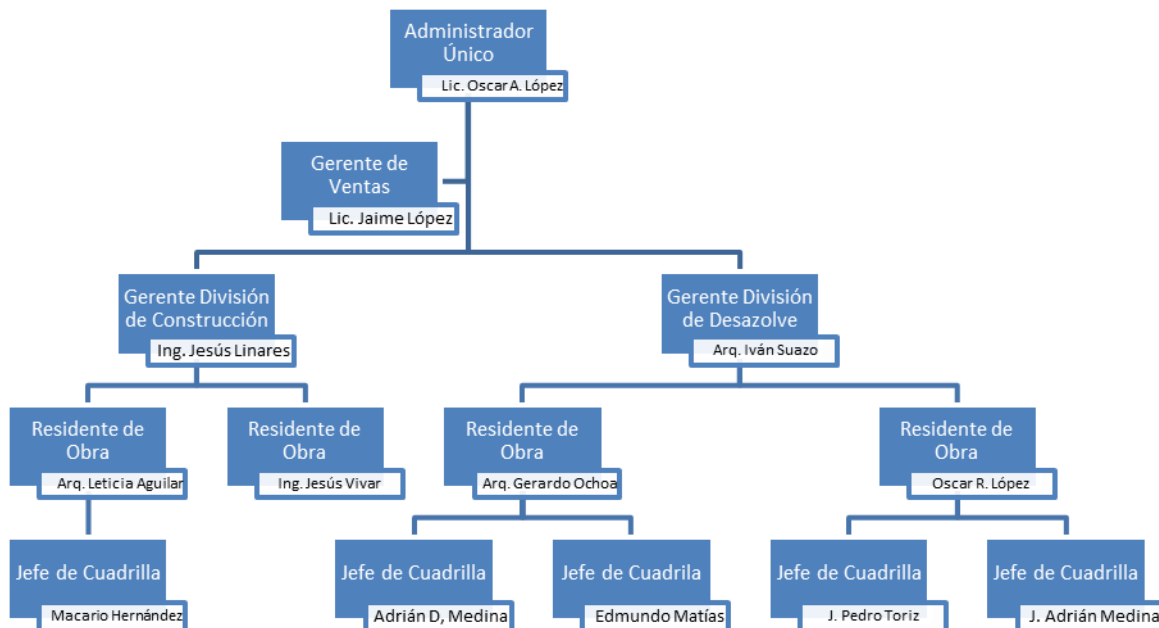 Administrador
Único
Lic. Oscar A. López
Gerente de
Ventas
Lic. Jaime López
Gerente División
de Construcción
Ing. Jesús Linares
Gerente División
de Desazolve
Arq. Iván Suazo
Residente de
Obra
Arq. Leticia Aguilar
Residente de
Obra
Ing. Jesús Vivar
Residente de
Obra
Arq. Gerardo Ochoa
Residente de
Obra
Oscar R. López
Jefe de Cuadrilla
Macario Hernández
Jefe de Cuadrilla
Adrián D, Medina
Jefe de Cuadrila
Edmundo Matías
Jefe de Cuadrilla
J. Pedro Toriz
Jefe de Cuadrilla
J. Adrián Medina